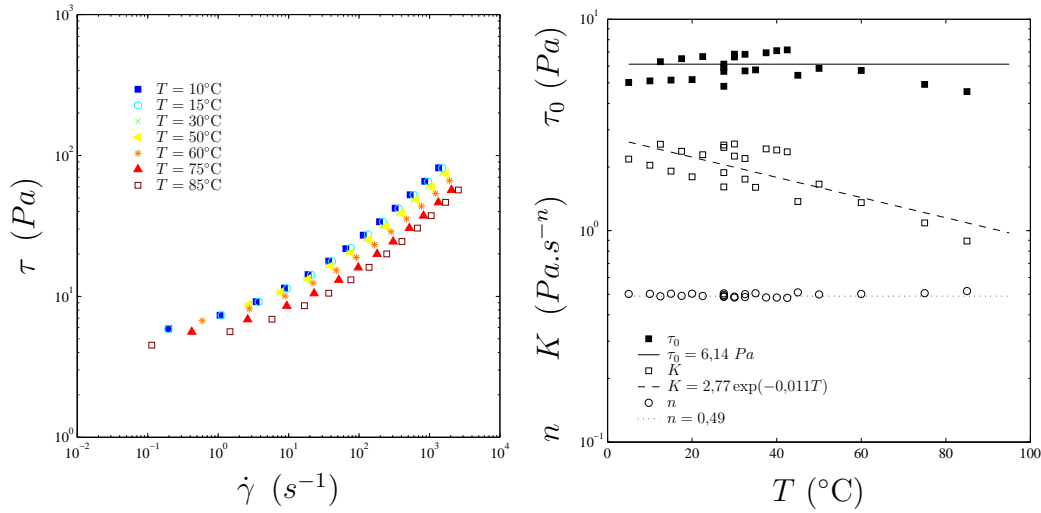 10³
10²
10¹
10⁰
τ (Pa)
T = 10°C
T = 15°C
T = 30°C
T = 50°C
T = 60°C
T = 75°C
T = 85°C
10⁻² 10⁻¹ 10⁰ 10¹ 10² 10³ 10⁴
γ̇ (s⁻¹)
10¹
10⁰
10⁻¹
n K (Pa.s⁻ⁿ) τ₀ (Pa)
τ₀
τ₀ = 6,14 Pa
K
K = 2,77 exp(−0,011T)
n
n = 0,49
0 20 40 60 80 100
T (°C)